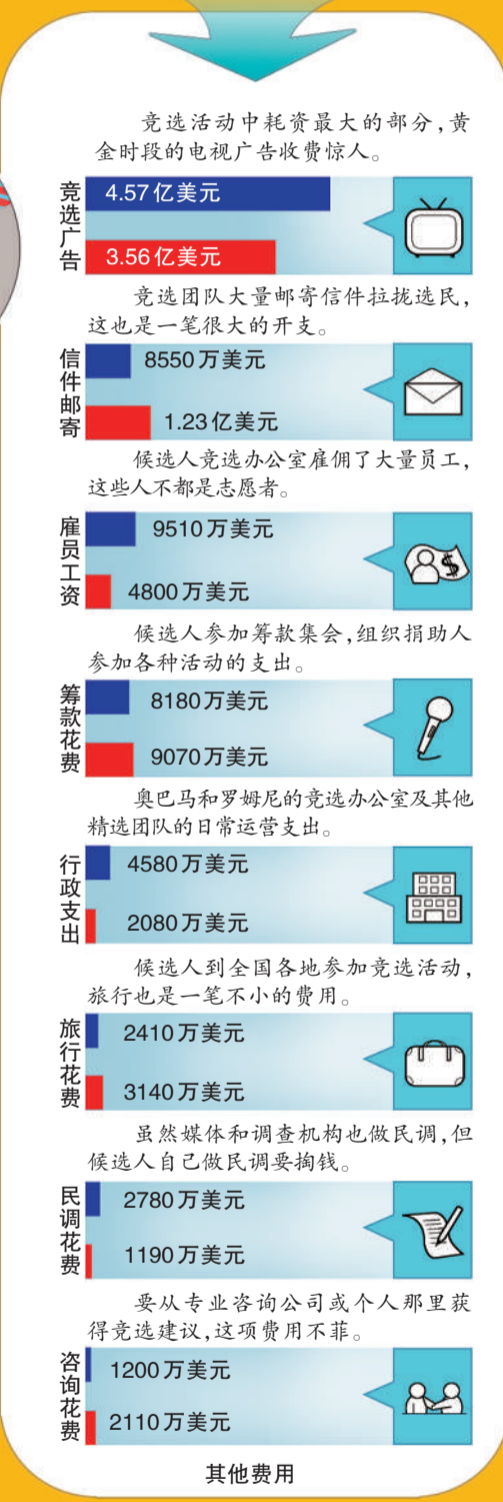 竞选活动中耗资最大的部分,黄
金时段的电视广告收费惊人。
竞选广告
4.57亿美元
3.56亿美元
竞选团队大量邮寄信件拉拢选民,
这也是一笔很大的开支。
信件邮寄
8550万美元
1.23亿美元
候选人竞选办公室雇佣了大量员工,
这些人不都是志愿者。
雇员工资
9510万美元
4800万美元
候选人参加筹款集会,组织捐助人
参加各种活动的支出。
筹款花费
8180万美元
9070万美元
奥巴马和罗姆尼的竞选办公室及其他
精选团队的日常运营支出。
行政支出
4580万美元
2080万美元
候选人到全国各地参加竞选活动,
旅行也是一笔不小的费用。
旅行花费
2410万美元
3140万美元
虽然媒体和调查机构也做民调,但
候选人自己做民调要掏钱。
民调花费
2780万美元
1190万美元
要从专业咨询公司或个人那里获
得竞选建议,这项费用不菲。
咨询花费
1200万美元
2110万美元
其他费用